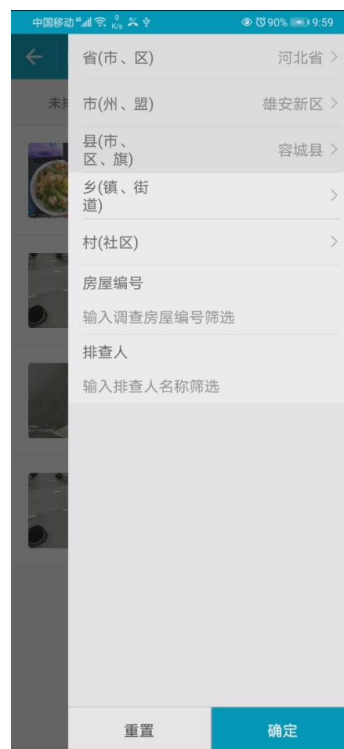 中国移动 0 K/s 90% 9:59
省(市、区) 河北省
市(州、盟) 雄安新区
县(市、
区、旗) 容城县
乡(镇、街
道)
村(社区)
房屋编号
输入调查房屋编号筛选
排查人
输入排查人名称筛选
重置 确定